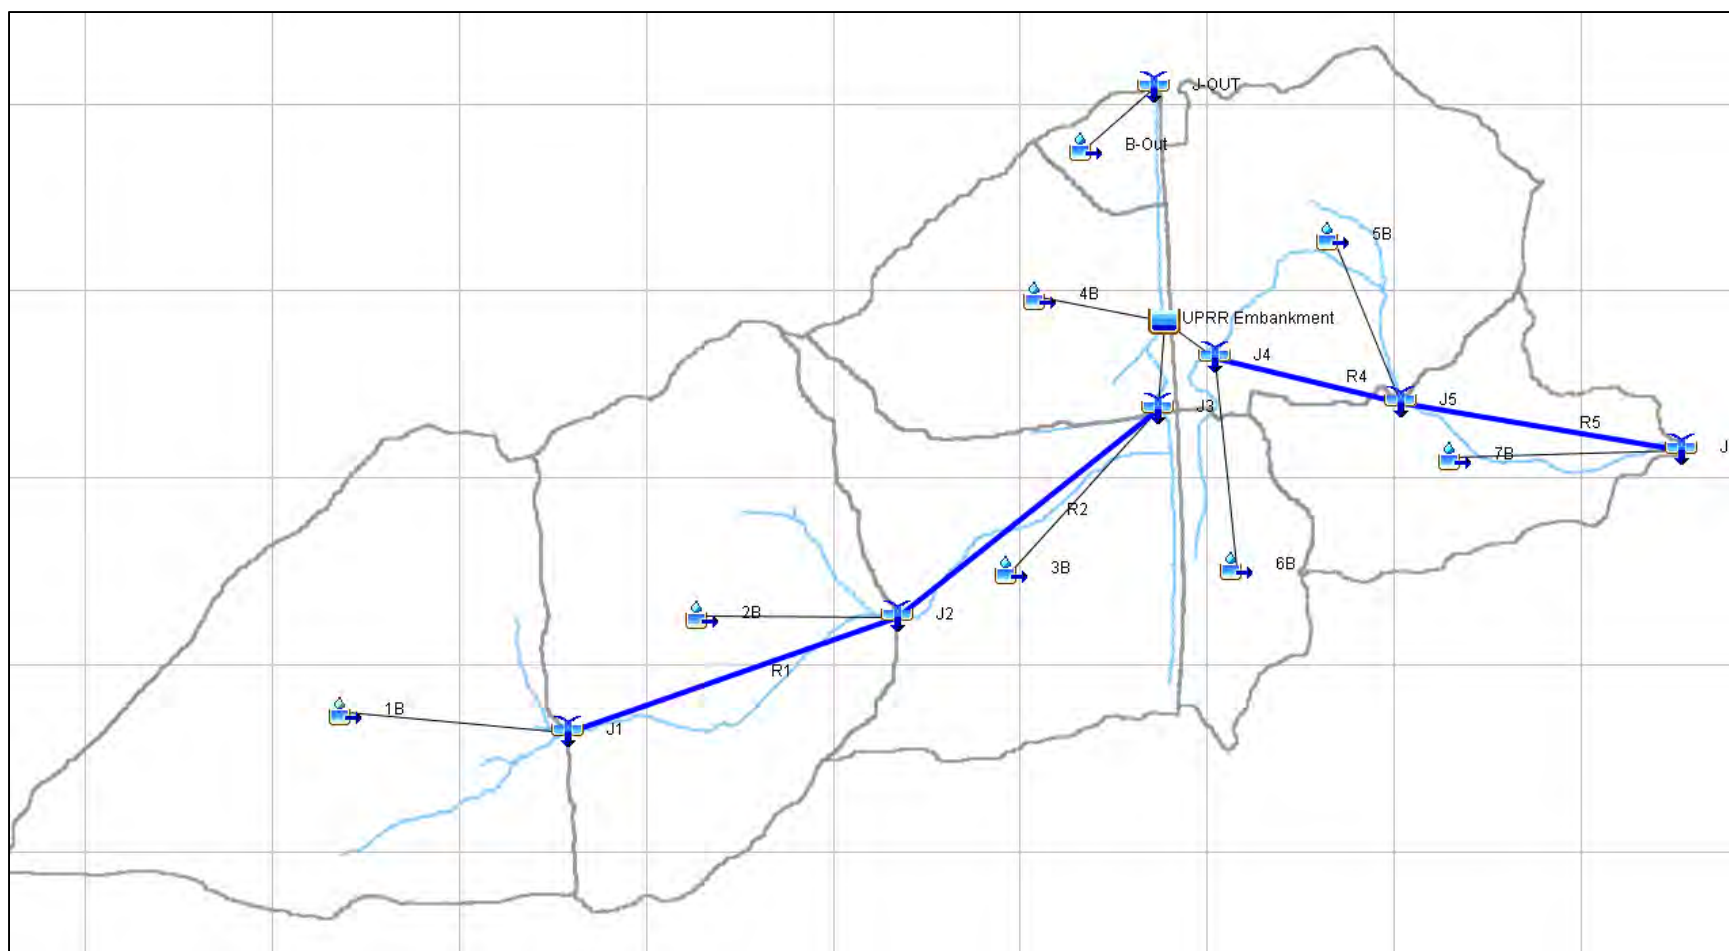 J-OUT
B-Out
5B
4B
UPRR Embankment
J4
R4
J5
J3
R5
J
7B
R2
3B
6B
2B
J2
R1
1B
J1